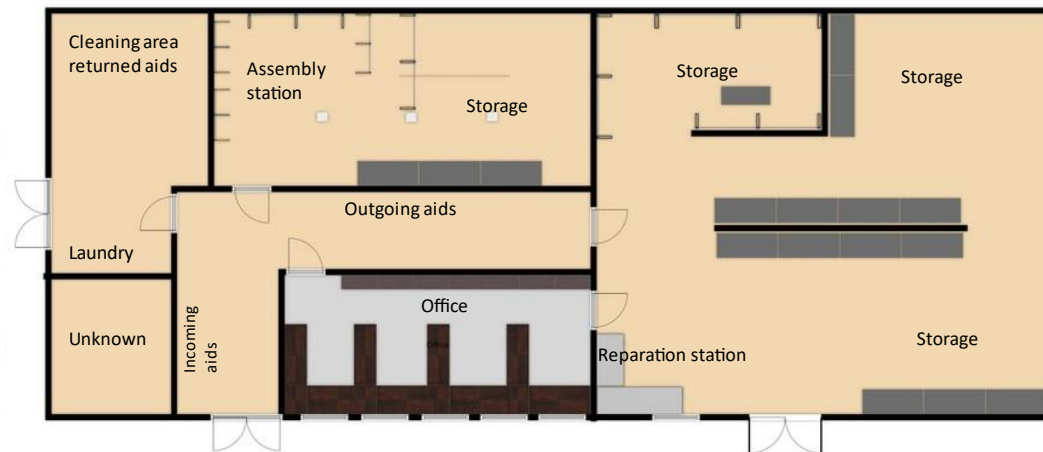 Cleaning area
returned aids
Assembly
station
Storage
Storage
Storage
Outgoing aids
Laundry
Office
Office
Unknown
Incoming
aids
Reparation station
Storage